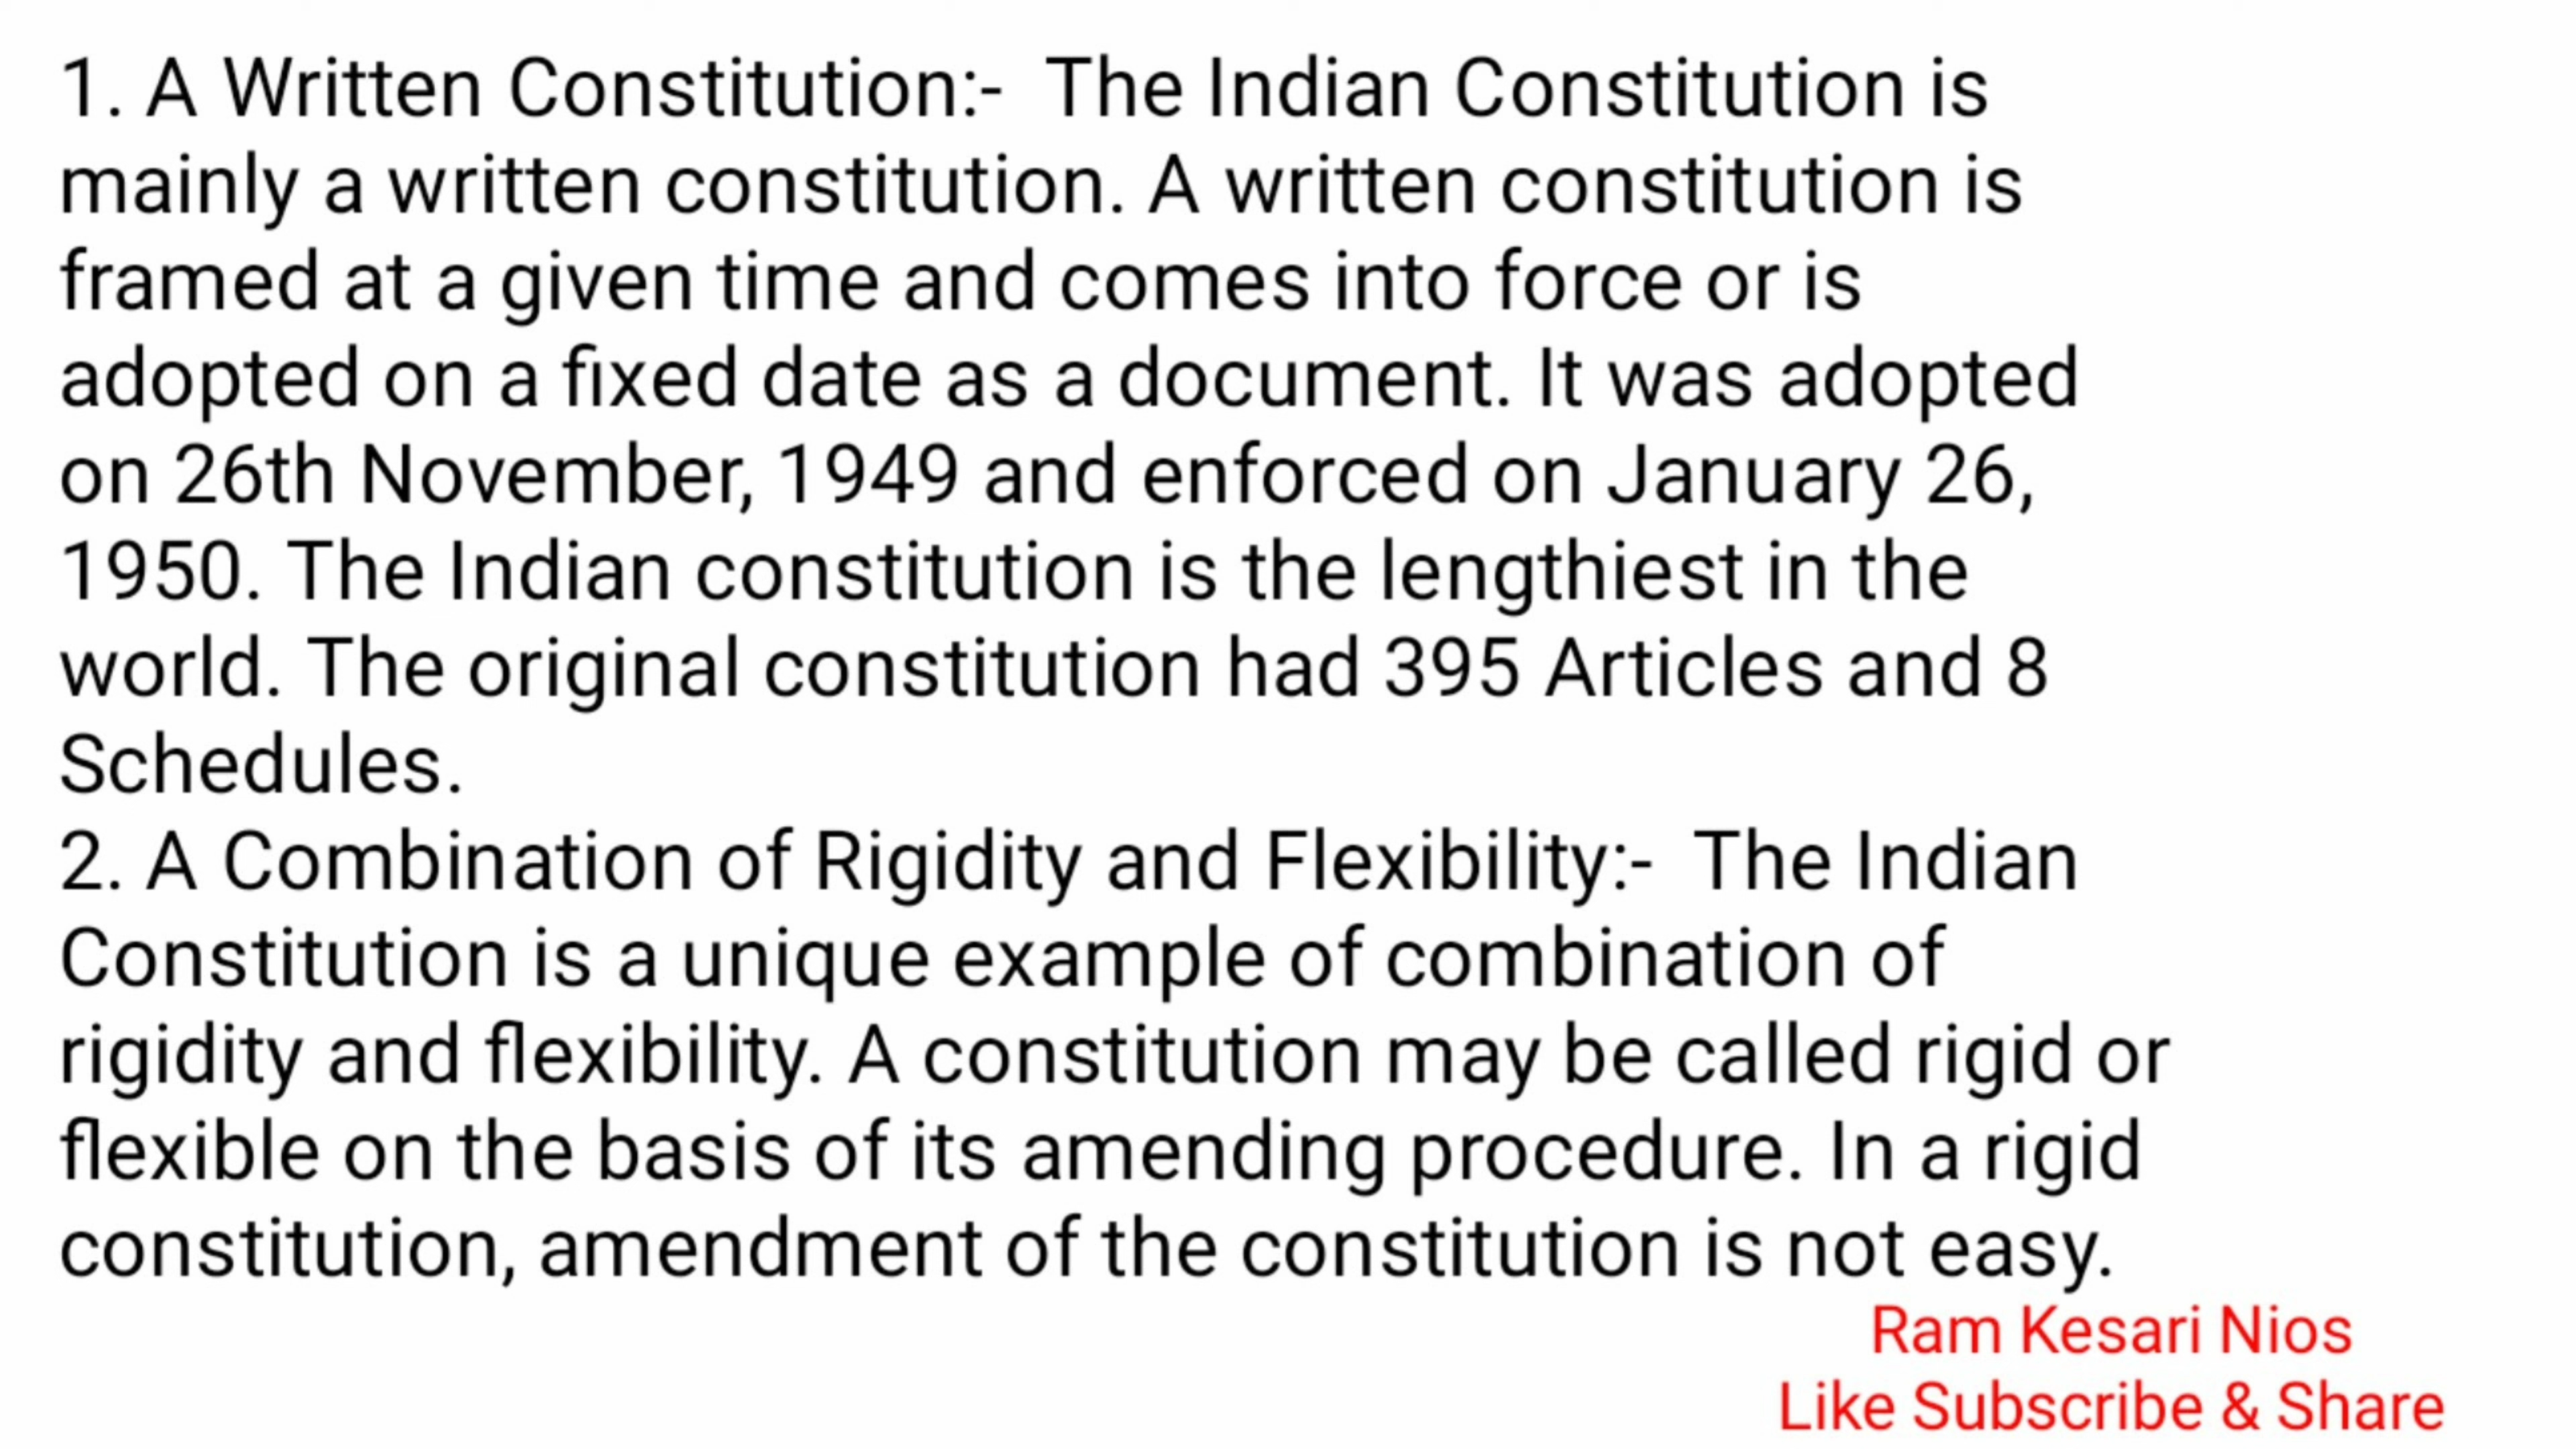 1. A Written Constitution:-  The Indian Constitution is
mainly a written constitution. A written constitution is
framed at a given time and comes into force or is
adopted on a fixed date as a document. It was adopted
on 26th November, 1949 and enforced on January 26,
1950. The Indian constitution is the lengthiest in the
world. The original constitution had 395 Articles and 8
Schedules.
2. A Combination of Rigidity and Flexibility:-  The Indian
Constitution is a unique example of combination of
rigidity and flexibility. A constitution may be called rigid or
flexible on the basis of its amending procedure. In a rigid
constitution, amendment of the constitution is not easy.
Ram Kesari Nios
Like Subscribe & Share